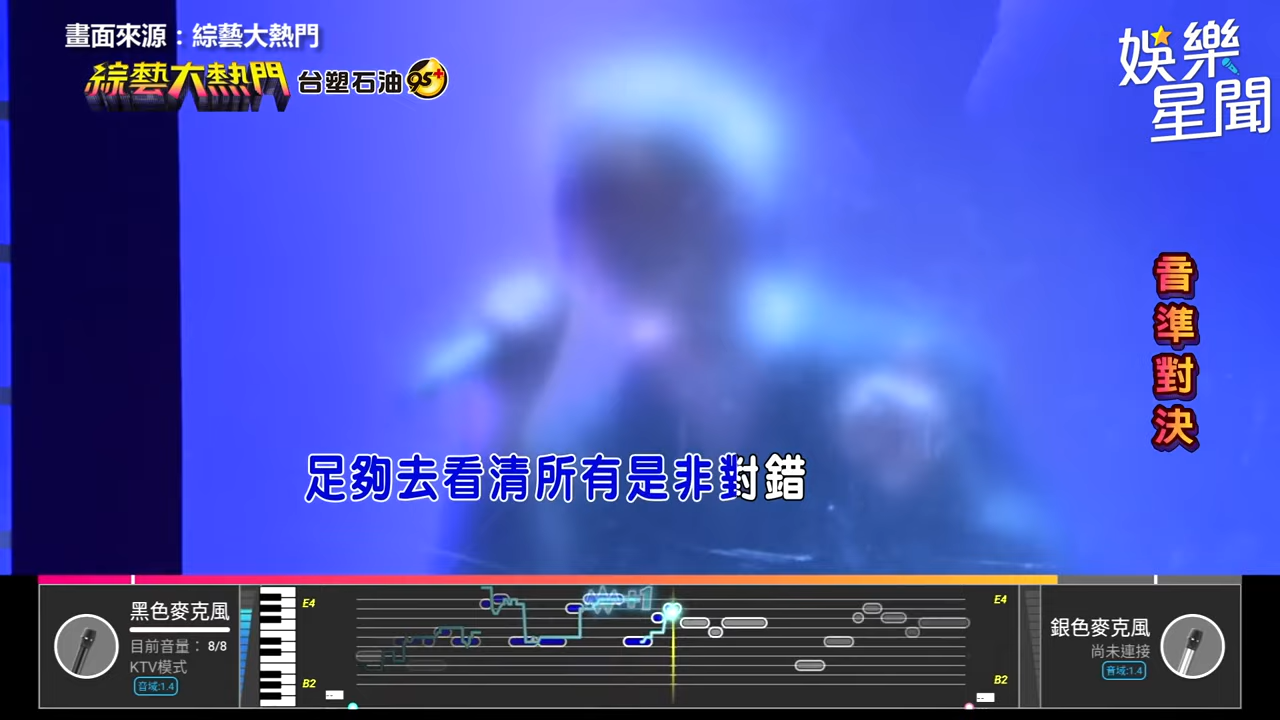 畫面來源：綜藝大熱門
綜藝大熱門 台塑石油 95+
娛樂
星聞
音準對決
足夠去看清所有是非對錯
黑色麥克風
目前音量： 8/8
KTV模式
音域:1.4
E4
B2
+1
E4
B2
銀色麥克風
尚未連接
音域:1.4